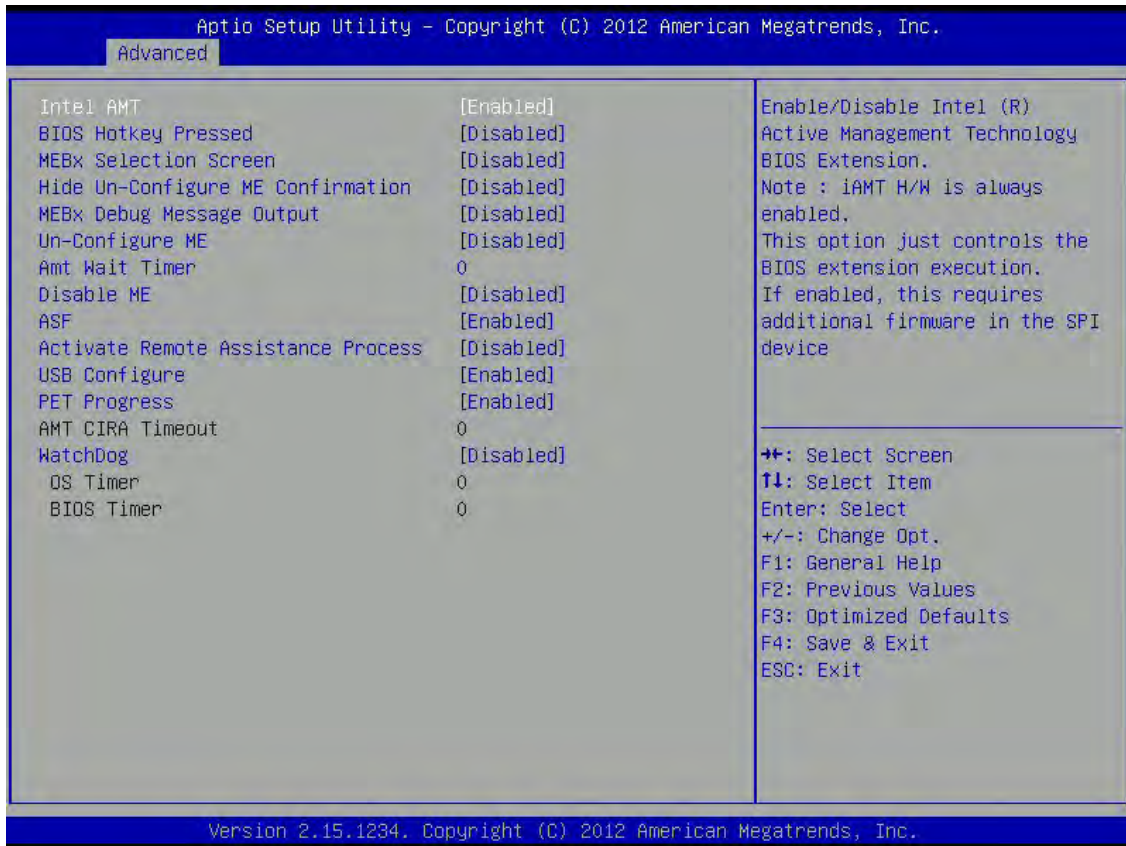 Aptio Setup Utility – Copyright (C) 2012 American Megatrends, Inc.
Advanced
Intel AMT [Enabled]
BIOS Hotkey Pressed [Disabled]
MEBx Selection Screen [Disabled]
Hide Un-Configure ME Confirmation [Disabled]
MEBx Debug Message Output [Disabled]
Un-Configure ME [Disabled]
Amt Wait Timer 0
Disable ME [Disabled]
ASF [Enabled]
Activate Remote Assistance Process [Disabled]
USB Configure [Enabled]
PET Progress [Enabled]
AMT CIRA Timeout 0
WatchDog [Disabled]
OS Timer 0
BIOS Timer 0
Enable/Disable Intel (R)
Active Management Technology
BIOS Extension.
Note : iAMT H/W is always
enabled.
This option just controls the
BIOS extension execution.
If enabled, this requires
additional firmware in the SPI
device
→←: Select Screen
↑↓: Select Item
Enter: Select
+/-: Change Opt.
F1: General Help
F2: Previous Values
F3: Optimized Defaults
F4: Save & Exit
ESC: Exit
Version 2.15.1234. Copyright (C) 2012 American Megatrends, Inc.